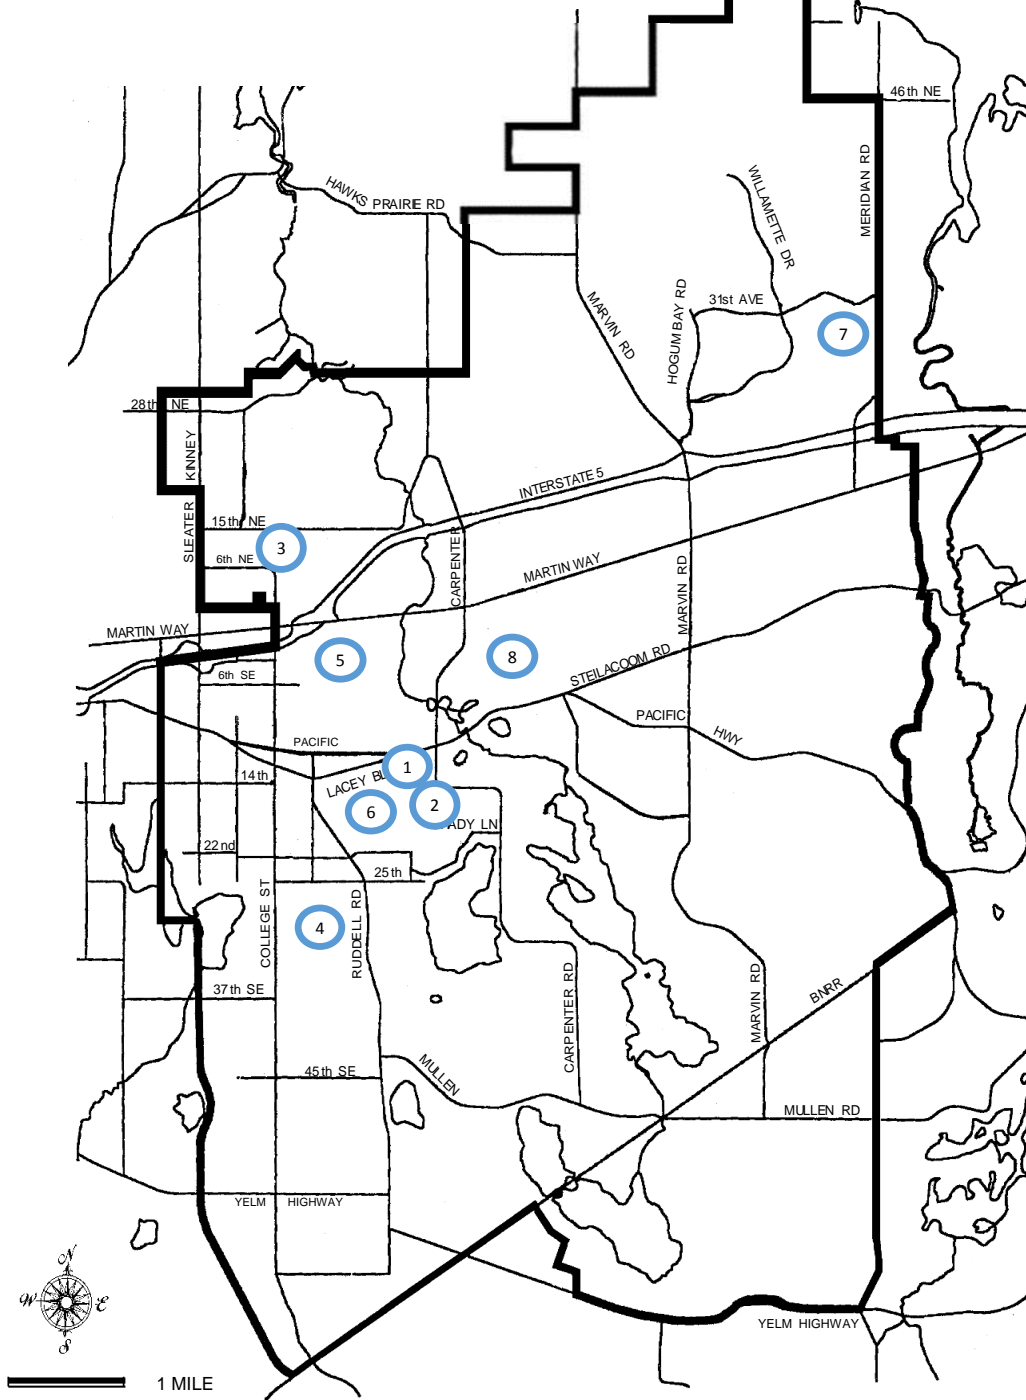 46th NE
HAWKS PRAIRIE RD
WILLAMETTE DR
MERIDIAN RD
31st AVE
HOGUM BAY RD
MARVIN RD
7
28th NE
KINNEY
SLEATER
INTERSTATE 5
15th NE
3
6th NE
CARPENTER
MARTIN WAY
MARVIN RD
MARTIN WAY
5
8
STEILACOOM RD
6th SE
PACIFIC
HWY
PACIFIC
1
14th
LACEY BL
6
2
ADY LN
22nd
25th
COLLEGE ST
RUDDELL RD
4
37th SE
CARPENTER RD
MARVIN RD
BNRR
45th SE
MULLEN
MULLEN RD
YELM HIGHWAY
N
W E
S
YELM HIGHWAY
1 MILE